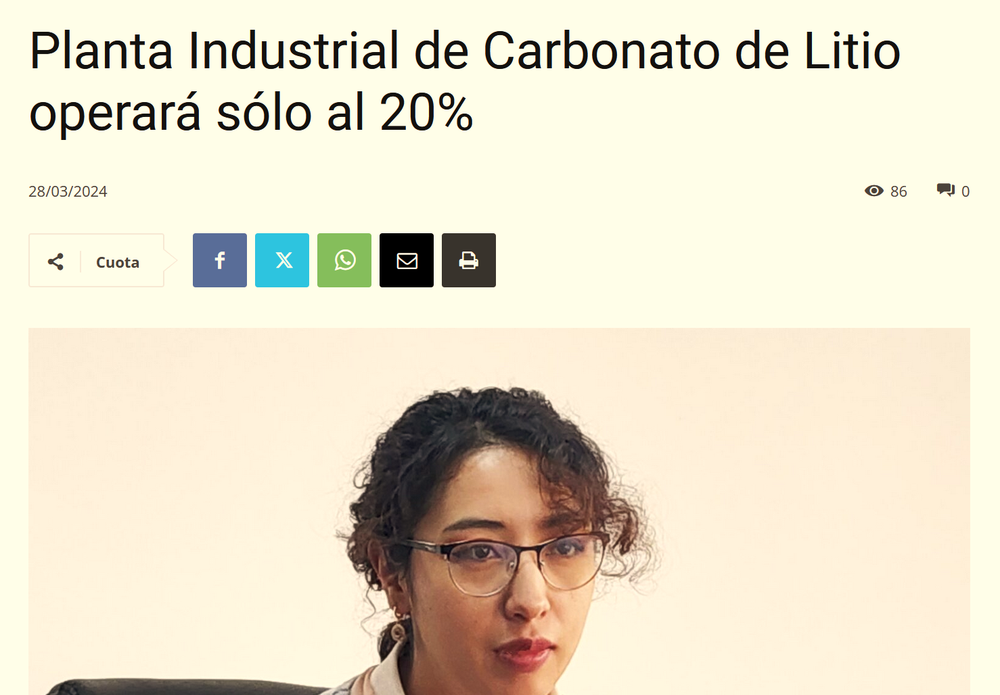 Planta Industrial de Carbonato de Litio
operará sólo al 20%
28/03/2024
86
0
Cuota